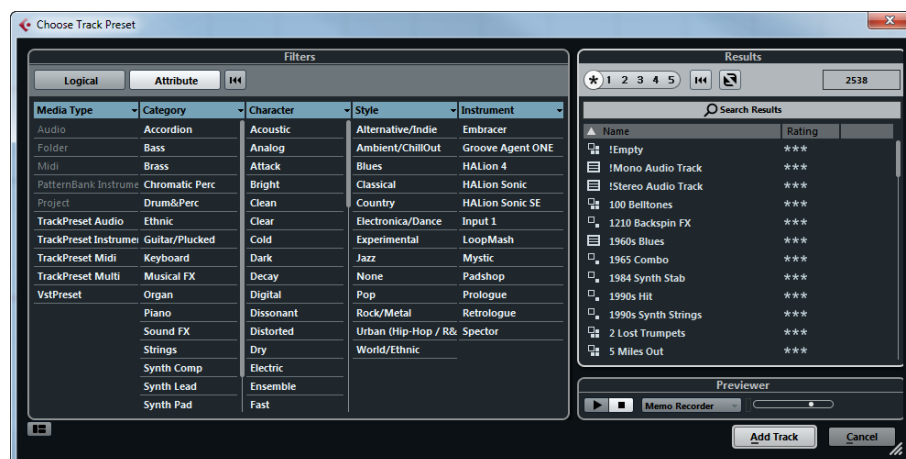 Choose Track Preset
Filters
Logical Attribute
Media Type Category Character Style Instrument
Audio Accordion Acoustic Alternative/Indie Embracer
Folder Bass Analog Ambient/ChillOut Groove Agent ONE
Midi Brass Attack Blues HALion 4
PatternBank Instrume Chromatic Perc Bright Classical HALion Sonic
Project Drum&Perc Clean Country HALion Sonic SE
TrackPreset Audio Ethnic Clear Electronica/Dance Input 1
TrackPreset Instrumen Guitar/Plucked Cold Experimental LoopMash
TrackPreset Midi Keyboard Dark Jazz Mystic
TrackPreset Multi Musical FX Decay None Padshop
VstPreset Organ Digital Pop Prologue
Piano Dissonant Rock/Metal Retrologue
Sound FX Distorted Urban (Hip-Hop / R& Spector
Strings Dry World/Ethnic
Synth Comp Electric
Synth Lead Ensemble
Synth Pad Fast
Results
* 1 2 3 4 5 2538
Search Results
Name Rating
!Empty ***
!Mono Audio Track ***
!Stereo Audio Track ***
100 Belltones ***
1210 Backspin FX ***
1960s Blues ***
1965 Combo ***
1984 Synth Stab ***
1990s Hit ***
1990s Synth Strings ***
2 Lost Trumpets ***
5 Miles Out ***
Previewer
Memo Recorder
Add Track Cancel